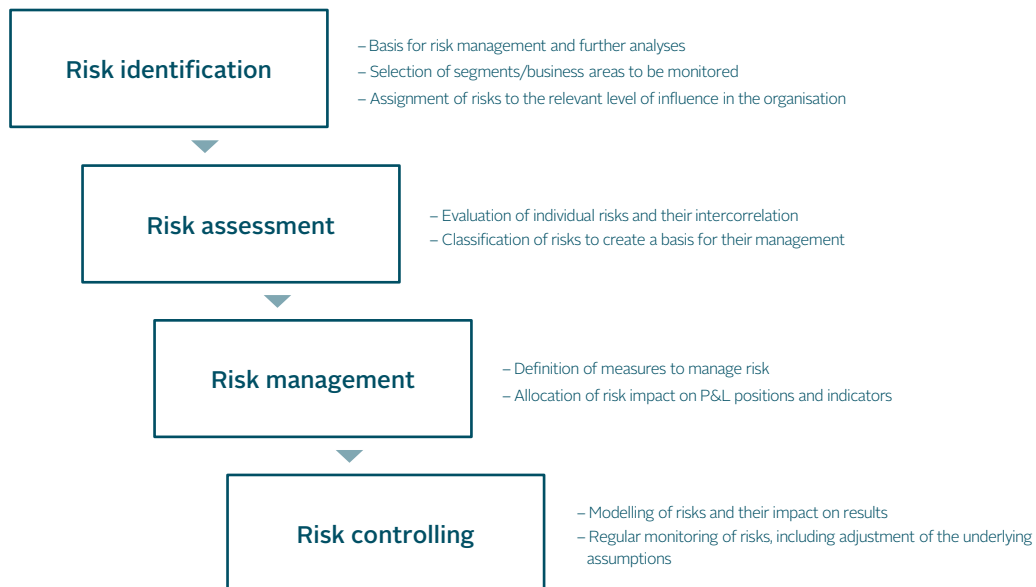 Risk identification
– Basis for risk management and further analyses
– Selection of segments/business areas to be monitored
– Assignment of risks to the relevant level of influence in the organisation
Risk assessment
– Evaluation of individual risks and their intercorrelation
– Classification of risks to create a basis for their management
Risk management
– Definition of measures to manage risk
– Allocation of risk impact on P&L positions and indicators
Risk controlling
– Modelling of risks and their impact on results
– Regular monitoring of risks, including adjustment of the underlying
assumptions